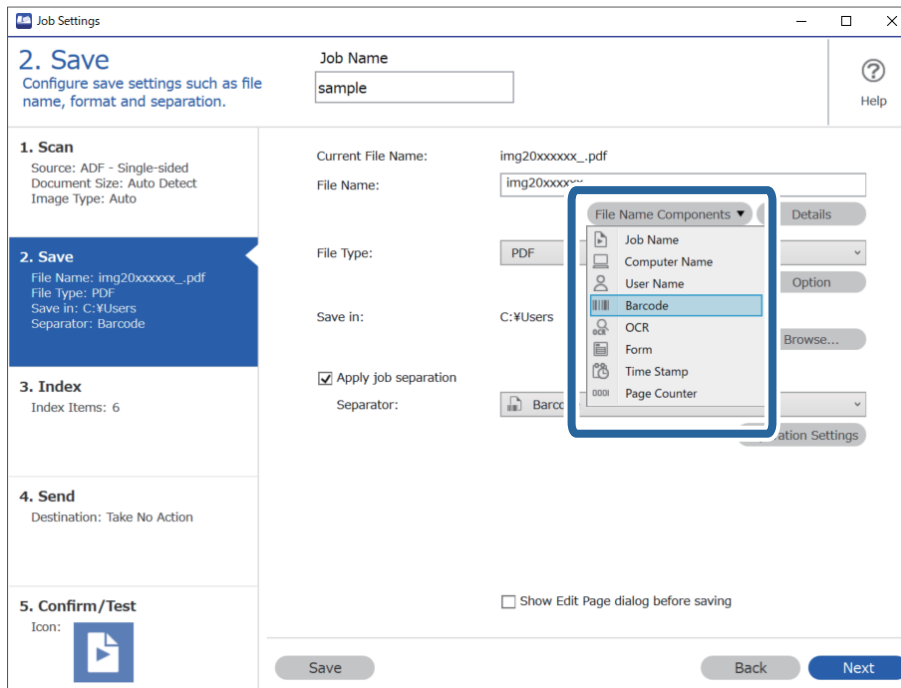 Job Settings
2. Save
Configure save settings such as file
name, format and separation.
Job Name
sample
Help
1. Scan
Source: ADF - Single-sided
Document Size: Auto Detect
Image Type: Auto
2. Save
File Name: img20xxxxxx_.pdf
File Type: PDF
Save in: C:¥Users
Separator: Barcode
3. Index
Index Items: 6
4. Send
Destination: Take No Action
5. Confirm/Test
Icon:
Current File Name: img20xxxxxx_.pdf
File Name: img20xxxxxx
File Name Components ▼ Details
File Type: PDF
Option
Save in: C:¥Users
Browse...
Job Name
Computer Name
User Name
Barcode
OCR OCR
Form
Time Stamp
0001 Page Counter
Apply job separation
Separator: Barc
ation Settings
Show Edit Page dialog before saving
Save Back Next